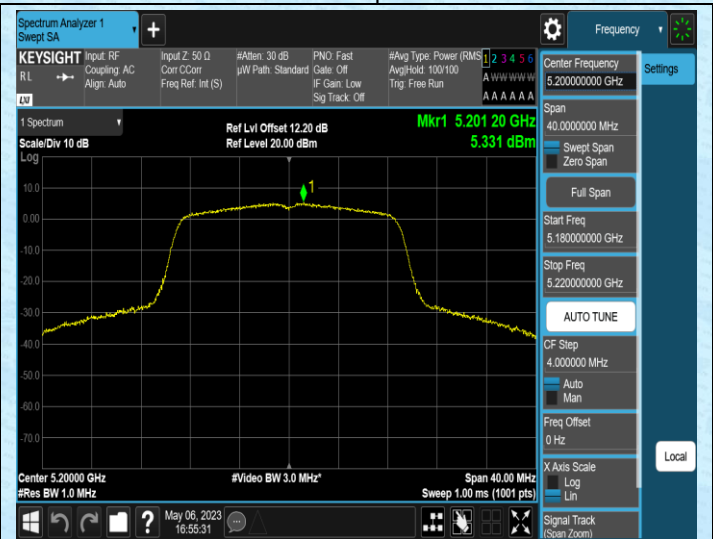 Spectrum Analyzer 1
Swept SA
+
Frequency
KEYSIGHT
RL
LXI
Input: RF
Coupling: AC
Align: Auto
Input Z: 50 Ω
Corr CCorr
Freq Ref: Int (S)
#Atten: 30 dB
µW Path: Standard
PNO: Fast
Gate: Off
IF Gain: Low
Sig Track: Off
#Avg Type: Power (RMS
Avg|Hold: 100/100
Trig: Free Run
1 2 3 4 5 6
A W W W W W
A A A A A A
1 Spectrum
Scale/Div 10 dB
Log
Ref Lvl Offset 12.20 dB
Ref Level 20.00 dBm
Mkr1 5.201 20 GHz
5.331 dBm
1
10.0
0.00
-10.0
-20.0
-30.0
-40.0
-50.0
-60.0
-70.0
Center 5.20000 GHz
#Res BW 1.0 MHz
#Video BW 3.0 MHz*
Span 40.00 MHz
Sweep 1.00 ms (1001 pts)
?
May 06, 2023
16:55:31
Center Frequency
5.200000000 GHz
Span
40.0000000 MHz
Swept Span
Zero Span
Full Span
Start Freq
5.180000000 GHz
Stop Freq
5.220000000 GHz
AUTO TUNE
CF Step
4.000000 MHz
Auto
Man
Freq Offset
0 Hz
X Axis Scale
Log
Lin
Signal Track
(Span Zoom)
Settings
Local